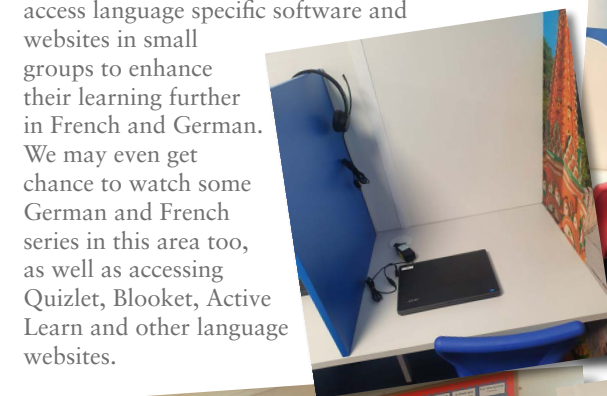 access language specific software and
websites in small
groups to enhance
their learning further
in French and German.
We may even get
chance to watch some
German and French
series in this area too,
as well as accessing
Quizlet, Blooket, Active
Learn and other language
websites.